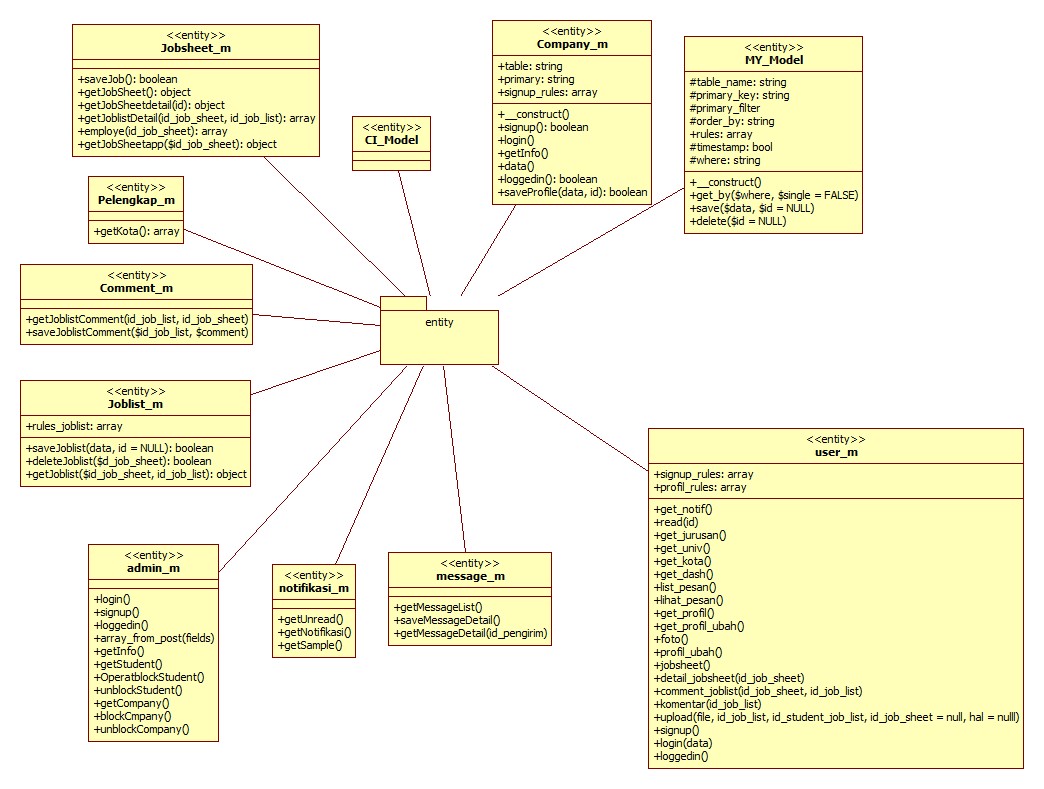 <<entity>>
Jobsheet_m
+saveJob(): boolean
+getJobSheet(): object
+getJobSheetdetail(id): object
+getJoblistDetail(id_job_sheet, id_job_list): array
+employe(id_job_sheet): array
+getJobSheetapp($id_job_sheet): object
<<entity>>
CI_Model
<<entity>>
Company_m
+table: string
+primary: string
+signup_rules: array
+__construct()
+signup(): boolean
+login()
+getInfo()
+data()
+loggedin(): boolean
+saveProfile(data, id): boolean
<<entity>>
MY_Model
#table_name: string
#primary_key: string
#primary_filter
#order_by: string
+rules: array
#timestamp: bool
#where: string
+__construct()
+get_by($where, $single = FALSE)
+save($data, $id = NULL)
+delete($id = NULL)
<<entity>>
Pelengkap_m
+getKota(): array
<<entity>>
Comment_m
+getJoblistComment(id_job_list, id_job_sheet)
+saveJoblistComment($id_job_list, $comment)
entity
<<entity>>
Joblist_m
+rules_joblist: array
+saveJoblist(data, id = NULL): boolean
+deleteJoblist($d_job_sheet): boolean
+getJoblist($id_job_sheet, id_job_list): object
<<entity>>
admin_m
+login()
+signup()
+loggedin()
+array_from_post(fields)
+getInfo()
+getStudent()
+OperatblockStudent()
+unblockStudent()
+getCompany()
+blockCmpany()
+unblockCompany()
<<entity>>
notifikasi_m
+getUnread()
+getNotifikasi()
+getSample()
<<entity>>
message_m
+getMessageList()
+saveMessageDetail()
+getMessageDetail(id_pengirim)
<<entity>>
user_m
+signup_rules: array
+profil_rules: array
+get_notif()
+read(id)
+get_jurusan()
+get_univ()
+get_kota()
+get_dash()
+list_pesan()
+lihat_pesan()
+get_profil()
+get_profil_ubah()
+foto()
+profil_ubah()
+jobsheet()
+detail_jobsheet(id_job_sheet)
+comment_joblist(id_job_sheet, id_job_list)
+komentar(id_job_list)
+upload(file, id_job_list, id_student_job_list, id_job_sheet = null, hal = nulll)
+signup()
+login(data)
+loggedin()